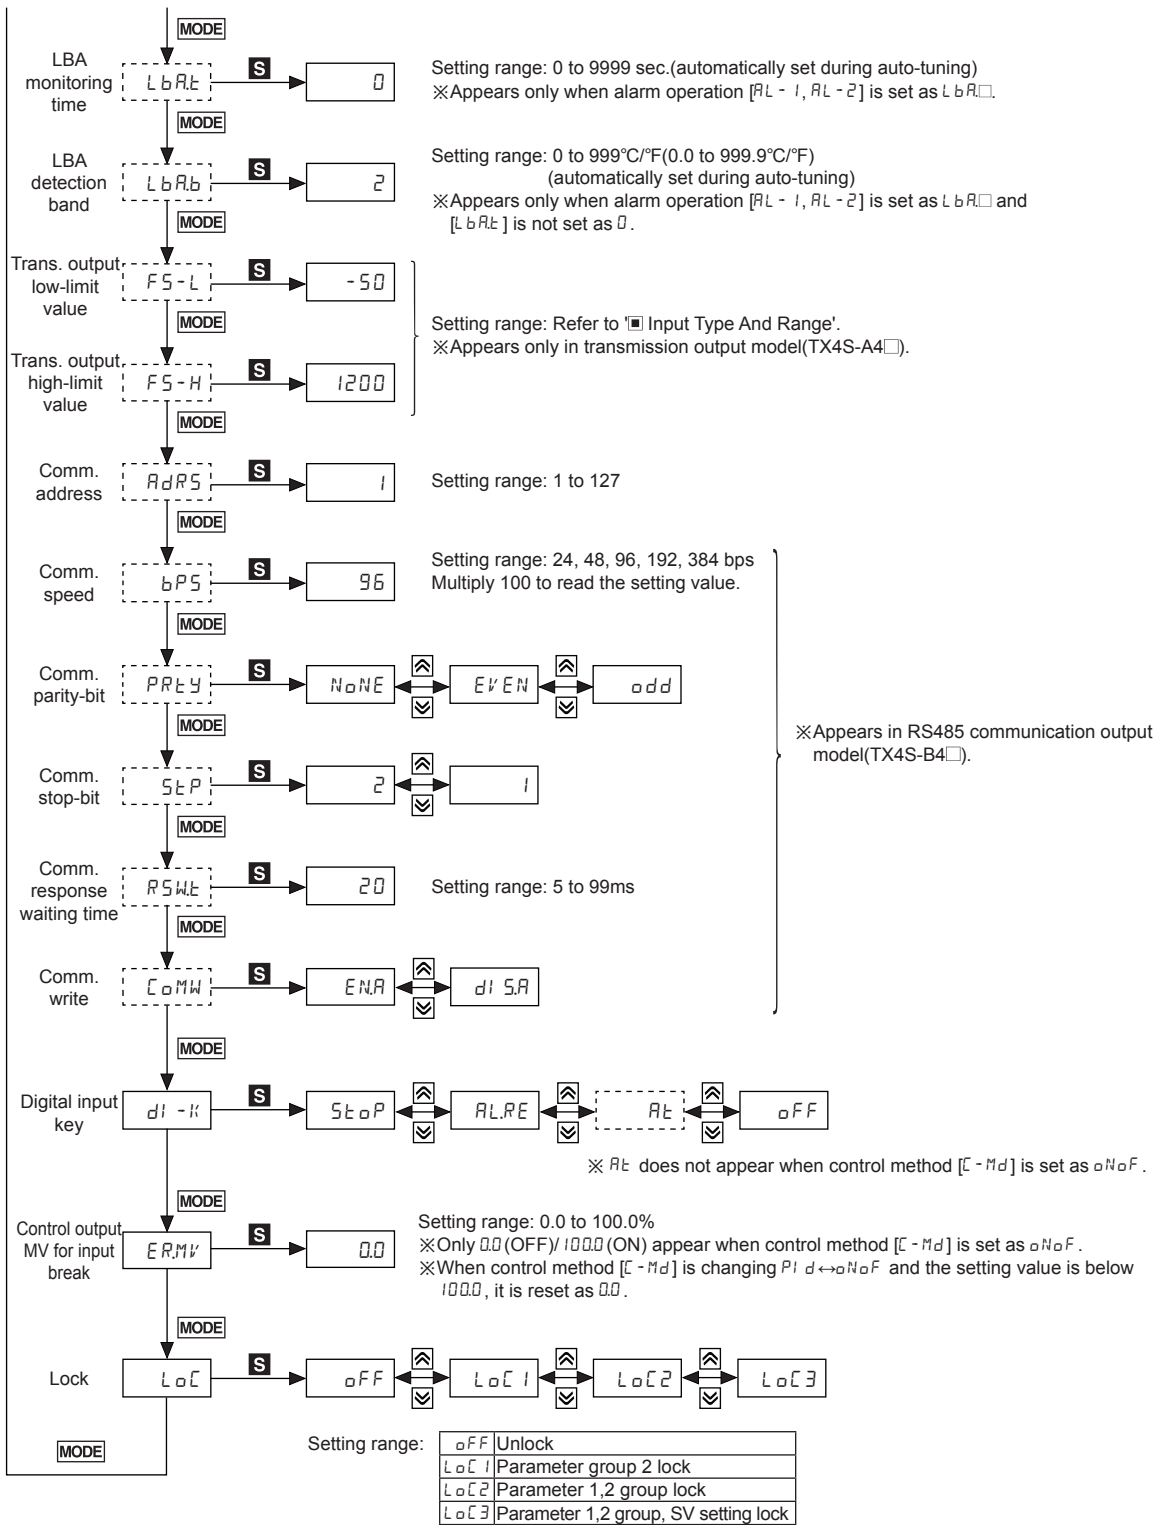 MODE
LBA
monitoring
time
LbA.t
S
0
Setting range: 0 to 9999 sec.(automatically set during auto-tuning)
※Appears only when alarm operation [AL-1, AL-2] is set as LbA.□.
MODE
LBA
detection
band
LbA.b
S
2
Setting range: 0 to 999℃/℉(0.0 to 999.9℃/℉)
(automatically set during auto-tuning)
※Appears only when alarm operation [AL-1, AL-2] is set as LbA.□ and
[LbA.t] is not set as 0.
MODE
Trans. output
low-limit
value
FS-L
S
-50
MODE
Setting range: Refer to '▣ Input Type And Range'.
※Appears only in transmission output model(TX4S-A4□).
Trans. output
high-limit
value
FS-H
S
1200
MODE
Comm.
address
AdRS
S
1
Setting range: 1 to 127
MODE
Comm.
speed
bPS
S
96
Setting range: 24, 48, 96, 192, 384 bps
Multiply 100 to read the setting value.
MODE
Comm.
parity-bit
PRtY
S
NoNE
EVEN
odd
MODE
※Appears in RS485 communication output
model(TX4S-B4□).
Comm.
stop-bit
StP
S
2
1
MODE
Comm.
response
waiting time
RSW.t
S
20
Setting range: 5 to 99ms
MODE
Comm.
write
CoMW
S
EN.A
dIS.A
MODE
Digital input
key
dI-K
S
StoP
AL.RE
At
oFF
※ At does not appear when control method [C-Md] is set as oNoF.
MODE
Control output
MV for input
break
ER.MV
S
0.0
Setting range: 0.0 to 100.0%
※Only 0.0(OFF)/100.0(ON) appear when control method [C-Md] is set as oNoF.
※When control method [C-Md] is changing PId↔oNoF and the setting value is below
100.0, it is reset as 0.0.
MODE
Lock
LoC
S
oFF
LoC1
LoC2
LoC3
MODE
Setting range:
oFF Unlock
LoC1 Parameter group 2 lock
LoC2 Parameter 1,2 group lock
LoC3 Parameter 1,2 group, SV setting lock